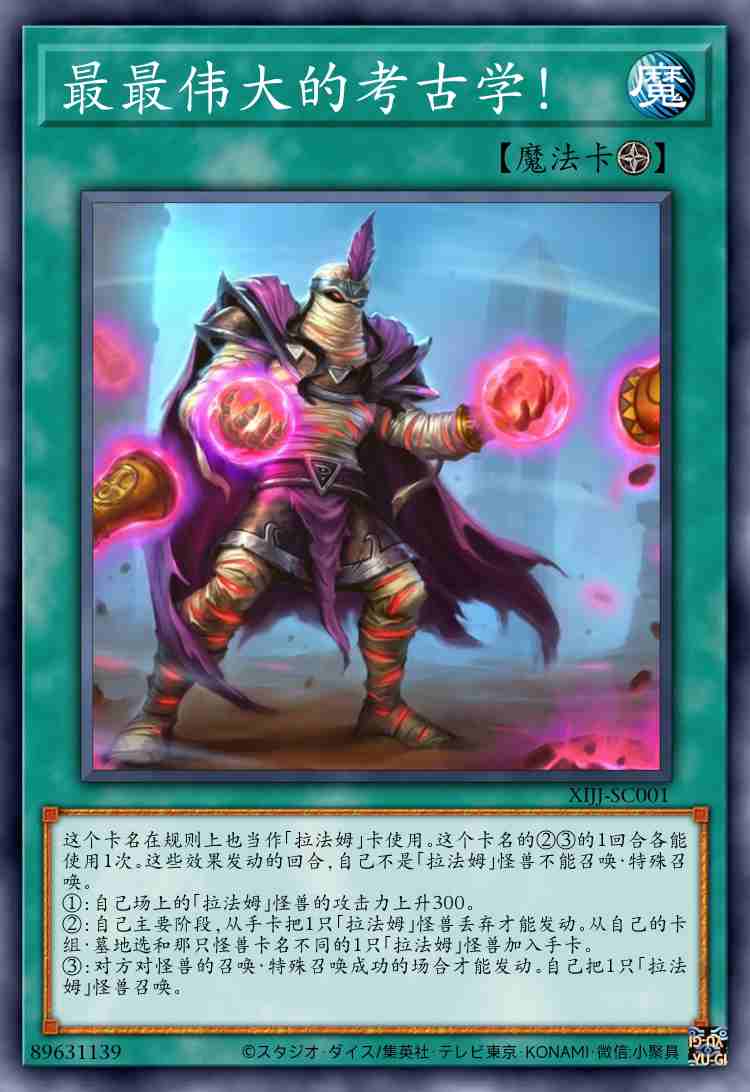 最最伟大的考古学!
魔
【魔法卡】
XIJJ-SC001
这个卡名在规则上也当作「拉法姆」卡使用。这个卡名的②③的1回合各能
使用1次。这些效果发动的回合,自己不是「拉法姆」怪兽不能召唤·特殊召
唤。
①:自己场上的「拉法姆」怪兽的攻击力上升300。
②:自己主要阶段,从手卡把1只「拉法姆」怪兽丢弃才能发动。从自己的卡
组·墓地选和那只怪兽卡名不同的1只「拉法姆」怪兽加入手卡。
③:对方对怪兽的召唤·特殊召唤成功的场合才能发动。自己把1只「拉法
姆」怪兽召唤。
89631139
©スタジオ·ダイス/集英社·テレビ東京·KONAMI·微信:小聚具